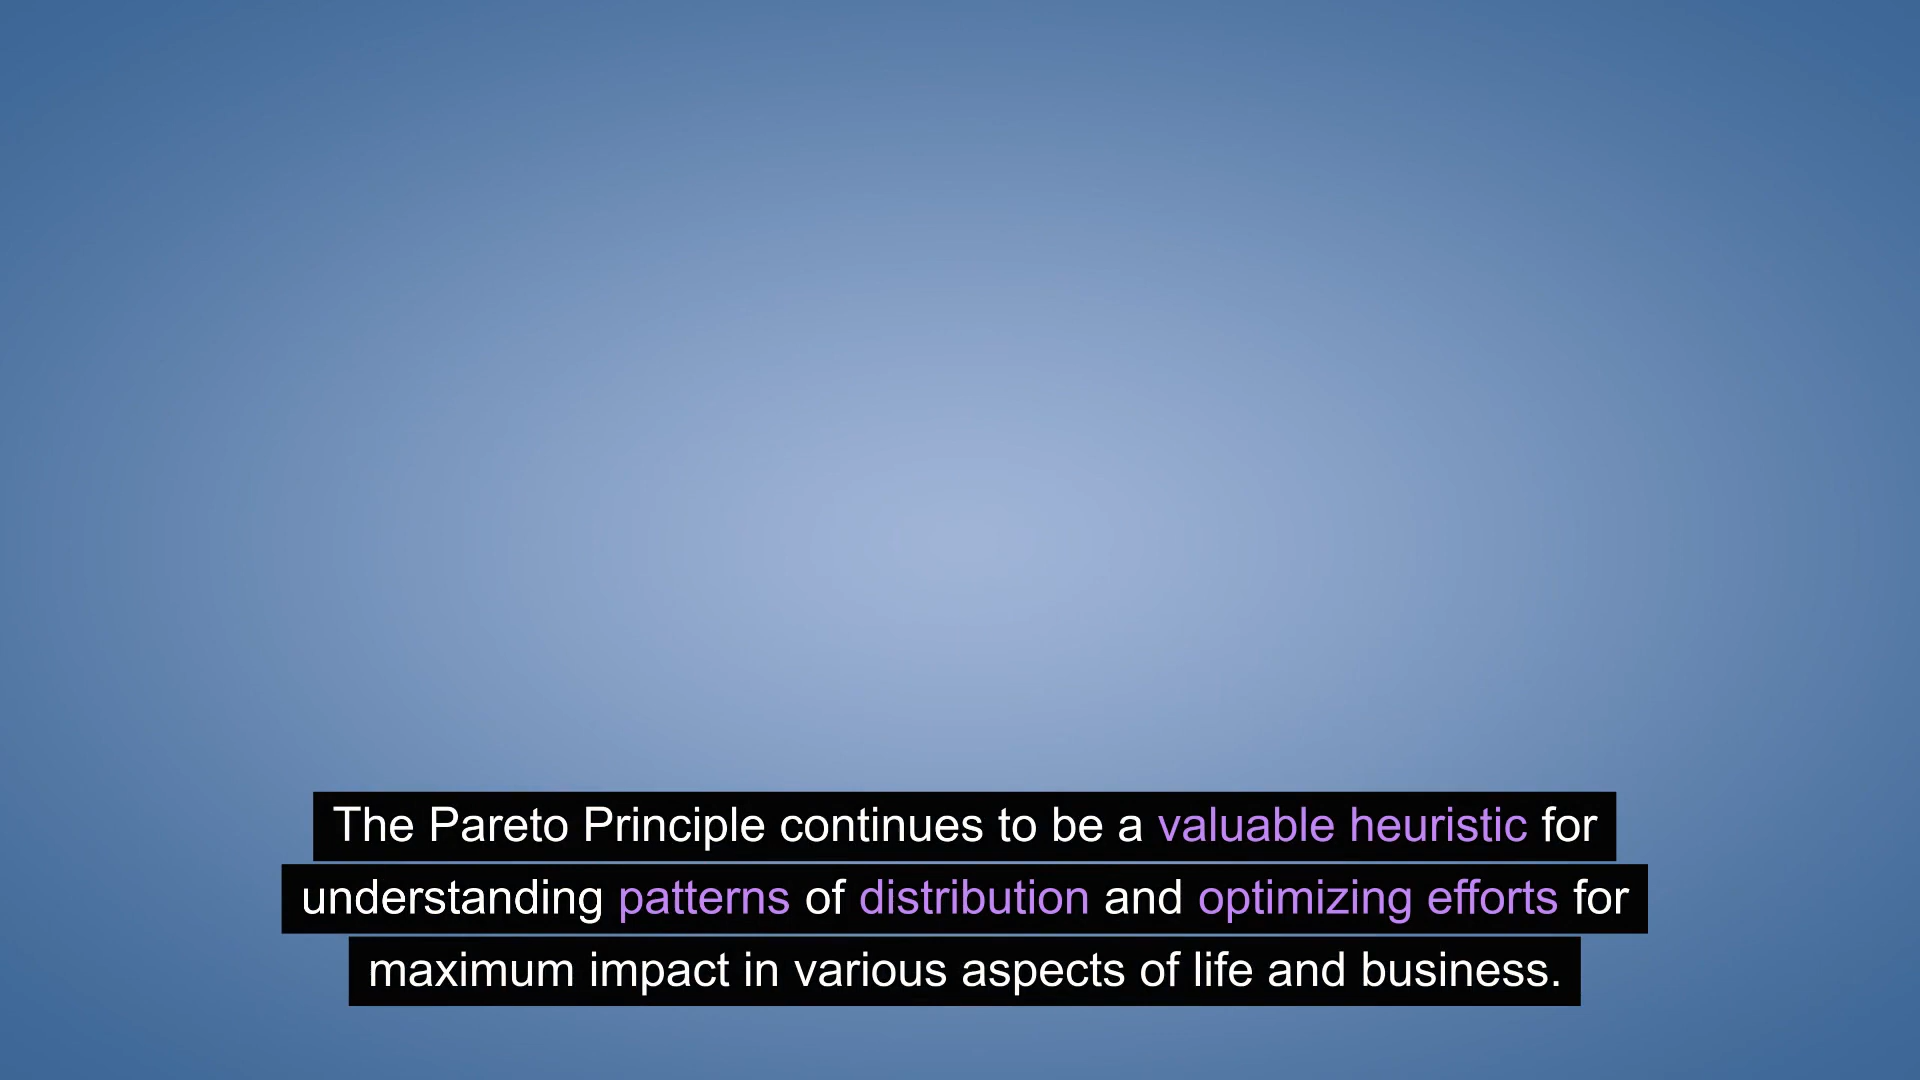 The Pareto Principle continues to be a valuable heuristic for
understanding patterns of distribution and optimizing efforts for
maximum impact in various aspects of life and business.